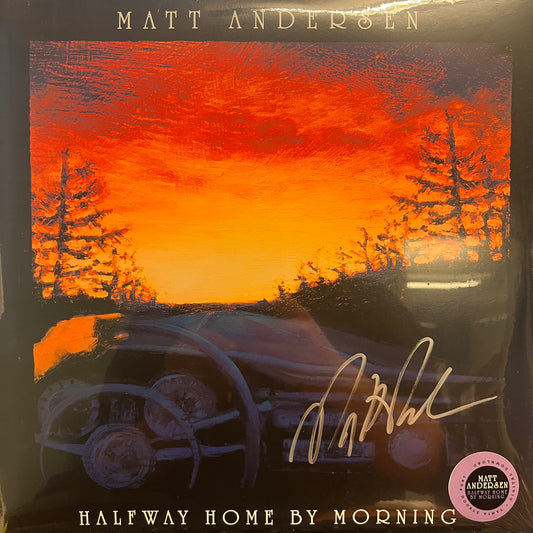 MATT ANDERSEN
HALFWAY HOME BY MORNING
MATT
ANDERSEN
HALFWAY HOME
BY MORNING